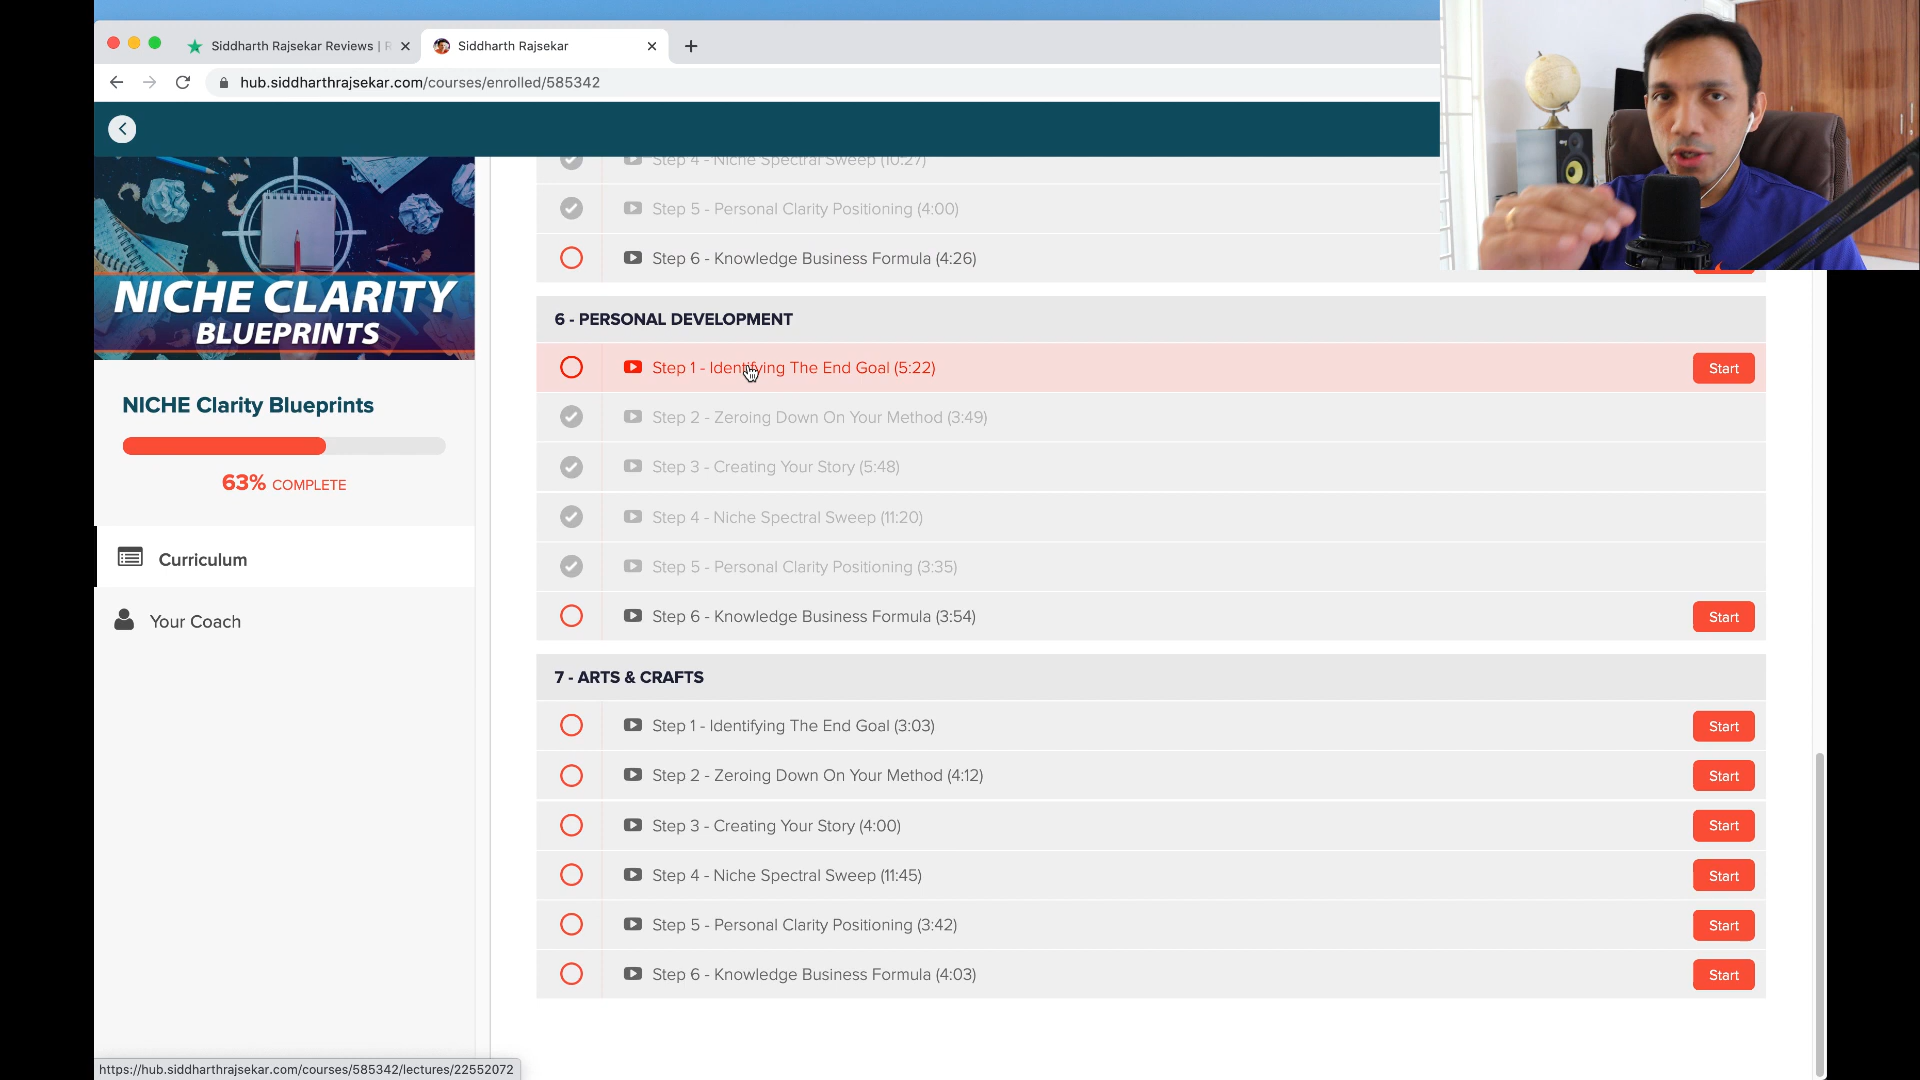 Siddharth Rajsekar Reviews | R
Siddharth Rajsekar
hub.siddharthrajsekar.com/courses/enrolled/585342
NICHE CLARITY
BLUEPRINTS
NICHE Clarity Blueprints
63% COMPLETE
Curriculum
Your Coach
Step 4 - Niche Spectral Sweep (10:27)
Step 5 - Personal Clarity Positioning (4:00)
Step 6 - Knowledge Business Formula (4:26)
6 - PERSONAL DEVELOPMENT
Step 1 - Identifying The End Goal (5:22)
Start
Step 2 - Zeroing Down On Your Method (3:49)
Step 3 - Creating Your Story (5:48)
Step 4 - Niche Spectral Sweep (11:20)
Step 5 - Personal Clarity Positioning (3:35)
Step 6 - Knowledge Business Formula (3:54)
Start
7 - ARTS & CRAFTS
Step 1 - Identifying The End Goal (3:03)
Start
Step 2 - Zeroing Down On Your Method (4:12)
Start
Step 3 - Creating Your Story (4:00)
Start
Step 4 - Niche Spectral Sweep (11:45)
Start
Step 5 - Personal Clarity Positioning (3:42)
Start
Step 6 - Knowledge Business Formula (4:03)
Start
https://hub.siddharthrajsekar.com/courses/585342/lectures/22552072